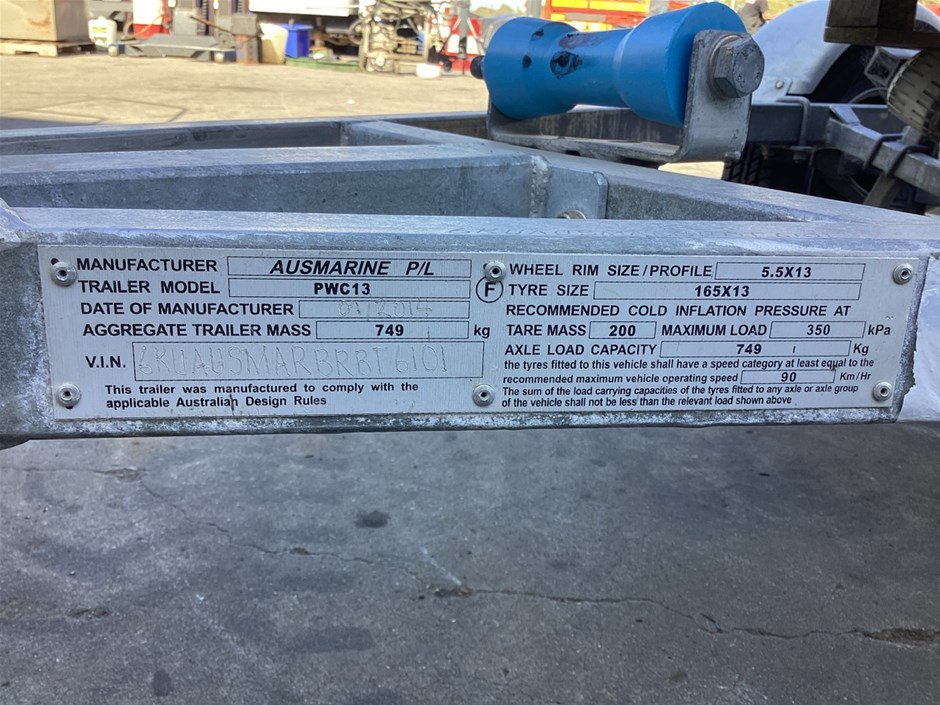 MANUFACTURER AUSMARINE P/L
TRAILER MODEL PWC13
DATE OF MANUFACTURER
AGGREGATE TRAILER MASS 749 kg
V.I.N.
This trailer was manufactured to comply with the
applicable Australian Design Rules
WHEEL RIM SIZE/PROFILE 5.5X13
F TYRE SIZE 165X13
RECOMMENDED COLD INFLATION PRESSURE AT
TARE MASS 200 MAXIMUM LOAD 350 kPa
AXLE LOAD CAPACITY 749 Kg
the tyres fitted to this vehicle shall have a speed category at least equal to the
recommended maximum vehicle operating speed 90 Km/Hr
The sum of the load carrying capacities of the tyres fitted to any axle or axle group
of the vehicle shall not be less than the relevant load shown above